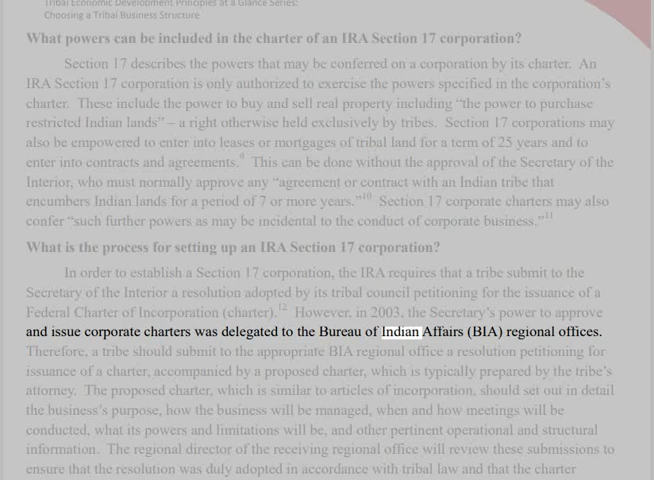 Tribal Economic Development Principles at a Glance Series:
Choosing a Tribal Business Structure
What powers can be included in the charter of an IRA Section 17 corporation?
Section 17 describes the powers that may be conferred on a corporation by its charter. An
IRA Section 17 corporation is only authorized to exercise the powers specified in the corporation's
charter. These include the power to buy and sell real property including “the power to purchase
restricted Indian lands” – a right otherwise held exclusively by tribes. Section 17 corporations may
also be empowered to enter into leases or mortgages of tribal land for a term of 25 years and to
enter into contracts and agreements.9 This can be done without the approval of the Secretary of the
Interior, who must normally approve any “agreement or contract with an Indian tribe that
encumbers Indian lands for a period of 7 or more years.”10 Section 17 corporate charters may also
confer “such further powers as may be incidental to the conduct of corporate business.”11
What is the process for setting up an IRA Section 17 corporation?
In order to establish a Section 17 corporation, the IRA requires that a tribe submit to the
Secretary of the Interior a resolution adopted by its tribal council petitioning for the issuance of a
Federal Charter of Incorporation (charter).12 However, in 2003, the Secretary's power to approve
and issue corporate charters was delegated to the Bureau of Indian Affairs (BIA) regional offices.
Therefore, a tribe should submit to the appropriate BIA regional office a resolution petitioning for
issuance of a charter, accompanied by a proposed charter, which is typically prepared by the tribe's
attorney. The proposed charter, which is similar to articles of incorporation, should set out in detail
the business's purpose, how the business will be managed, when and how meetings will be
conducted, what its powers and limitations will be, and other pertinent operational and structural
information. The regional director of the receiving regional office will review these submissions to
ensure that the resolution was duly adopted in accordance with tribal law and that the charter